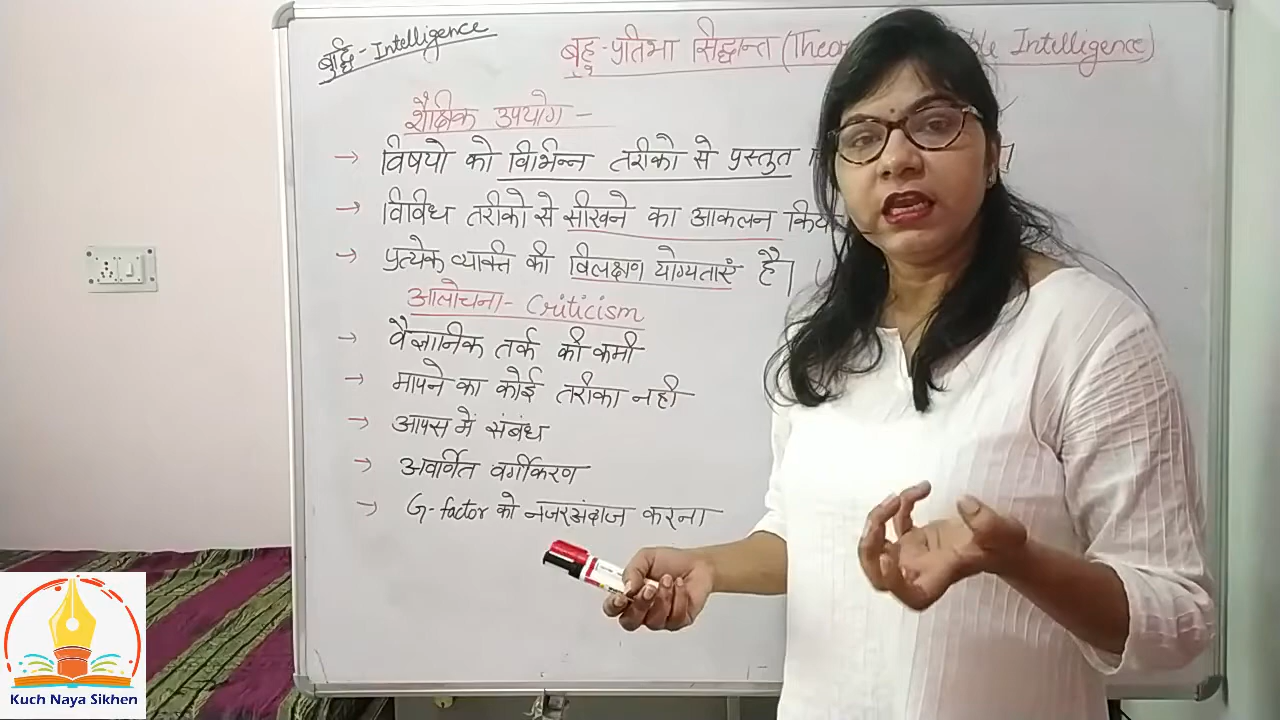 बुद्धि - Intelligence
बहु-प्रतिभा सिद्धान्त (Theor Intelligence)
शैक्षीक उपयोग -
→ विषयो को विभिन्न तरीको से प्रस्तुत
→ विविध तरीको से सीखने का आकलन किय
→ प्रत्येक व्यक्ति की विलक्षण योग्यताएं है।
आलोचना - Criticism
→ वैज्ञानिक तर्क की कमी
→ मापने का कोई तरीका नही
→ आपस में संबंध
→ अवर्णित वर्गीकरण
→ G-factor को नजरअंदाज करना
Kuch Naya Sikhen